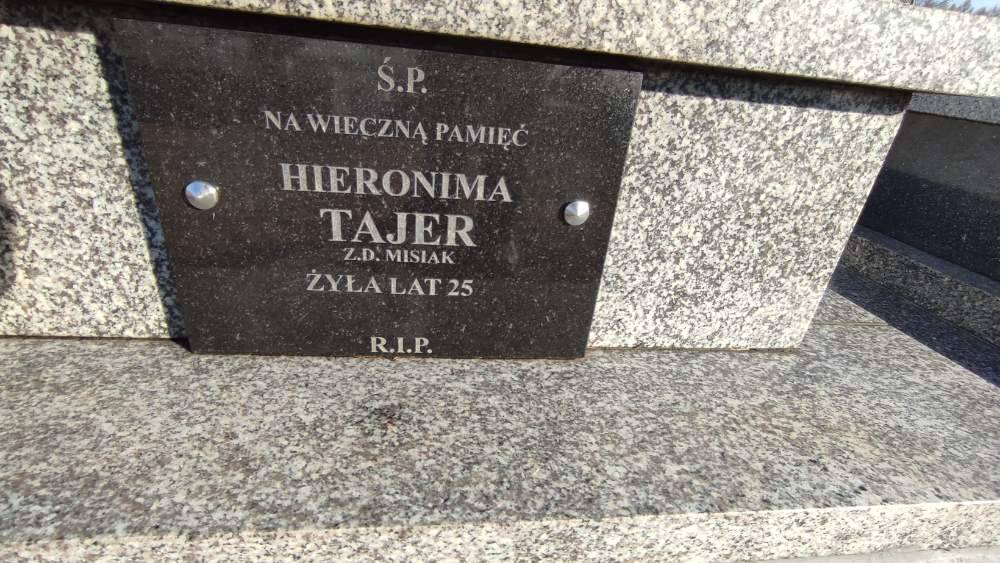 Ś.P.
NA WIECZNĄ PAMIĘĆ
HIERONIMA
TAJER
Z.D. MISIAK
ŻYŁA LAT 25
R.I.P.